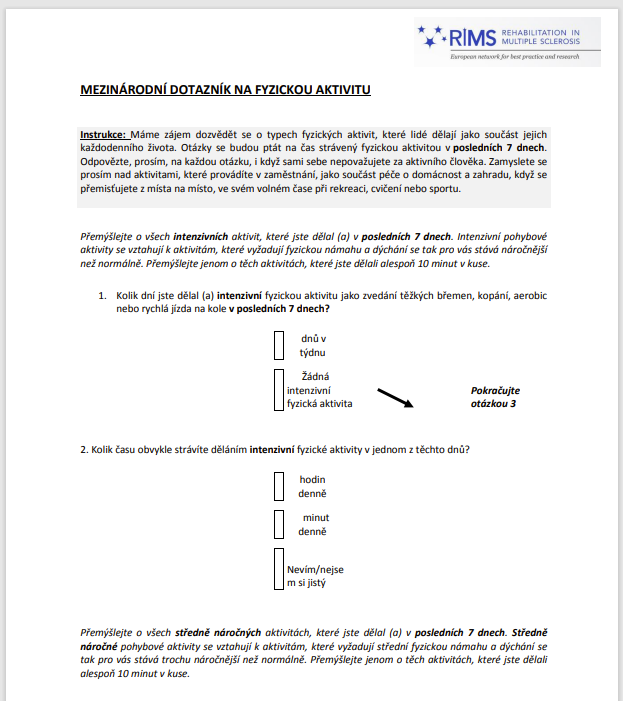 RIMS REHABILITATION IN
MULTIPLE SCLEROSIS
European network for best practice and research
MEZINÁRODNÍ DOTAZNÍK NA FYZICKOU AKTIVITU
Instrukce: Máme zájem dozvědět se o typech fyzických aktivit, které lidé dělají jako součást jejich
každodenního života. Otázky se budou ptát na čas strávený fyzickou aktivitou v posledních 7 dnech.
Odpovězte, prosím, na každou otázku, i když sami sebe nepovažujete za aktivního člověka. Zamyslete se
prosím nad aktivitami, které provádíte v zaměstnání, jako součást péče o domácnost a zahradu, když se
přemisťujete z místa na místo, ve svém volném čase při rekreaci, cvičení nebo sportu.
Přemýšlejte o všech intenzivních aktivit, které jste dělal (a) v posledních 7 dnech. Intenzivní pohybové
aktivity se vztahují k aktivitám, které vyžadují fyzickou námahu a dýchání se tak pro vás stává náročnější
než normálně. Přemýšlejte jenom o těch aktivitách, které jste dělali alespoň 10 minut v kuse.
1. Kolik dní jste dělal (a) intenzivní fyzickou aktivitu jako zvedání těžkých břemen, kopání, aerobic
nebo rychlá jízda na kole v posledních 7 dnech?
dnů v
týdnu
Žádná
intenzivní
fyzická aktivita
Pokračujte
otázkou 3
2. Kolik času obvykle strávíte děláním intenzivní fyzické aktivity v jednom z těchto dnů?
hodin
denně
minut
denně
Nevím/nejse
m si jistý
Přemýšlejte o všech středně náročných aktivitách, které jste dělal (a) v posledních 7 dnech. Středně
náročné pohybové aktivity se vztahují k aktivitám, které vyžadují střední fyzickou námahu a dýchání se
tak pro vás stává trochu náročnější než normálně. Přemýšlejte jenom o těch aktivitách, které jste dělali
alespoň 10 minut v kuse.